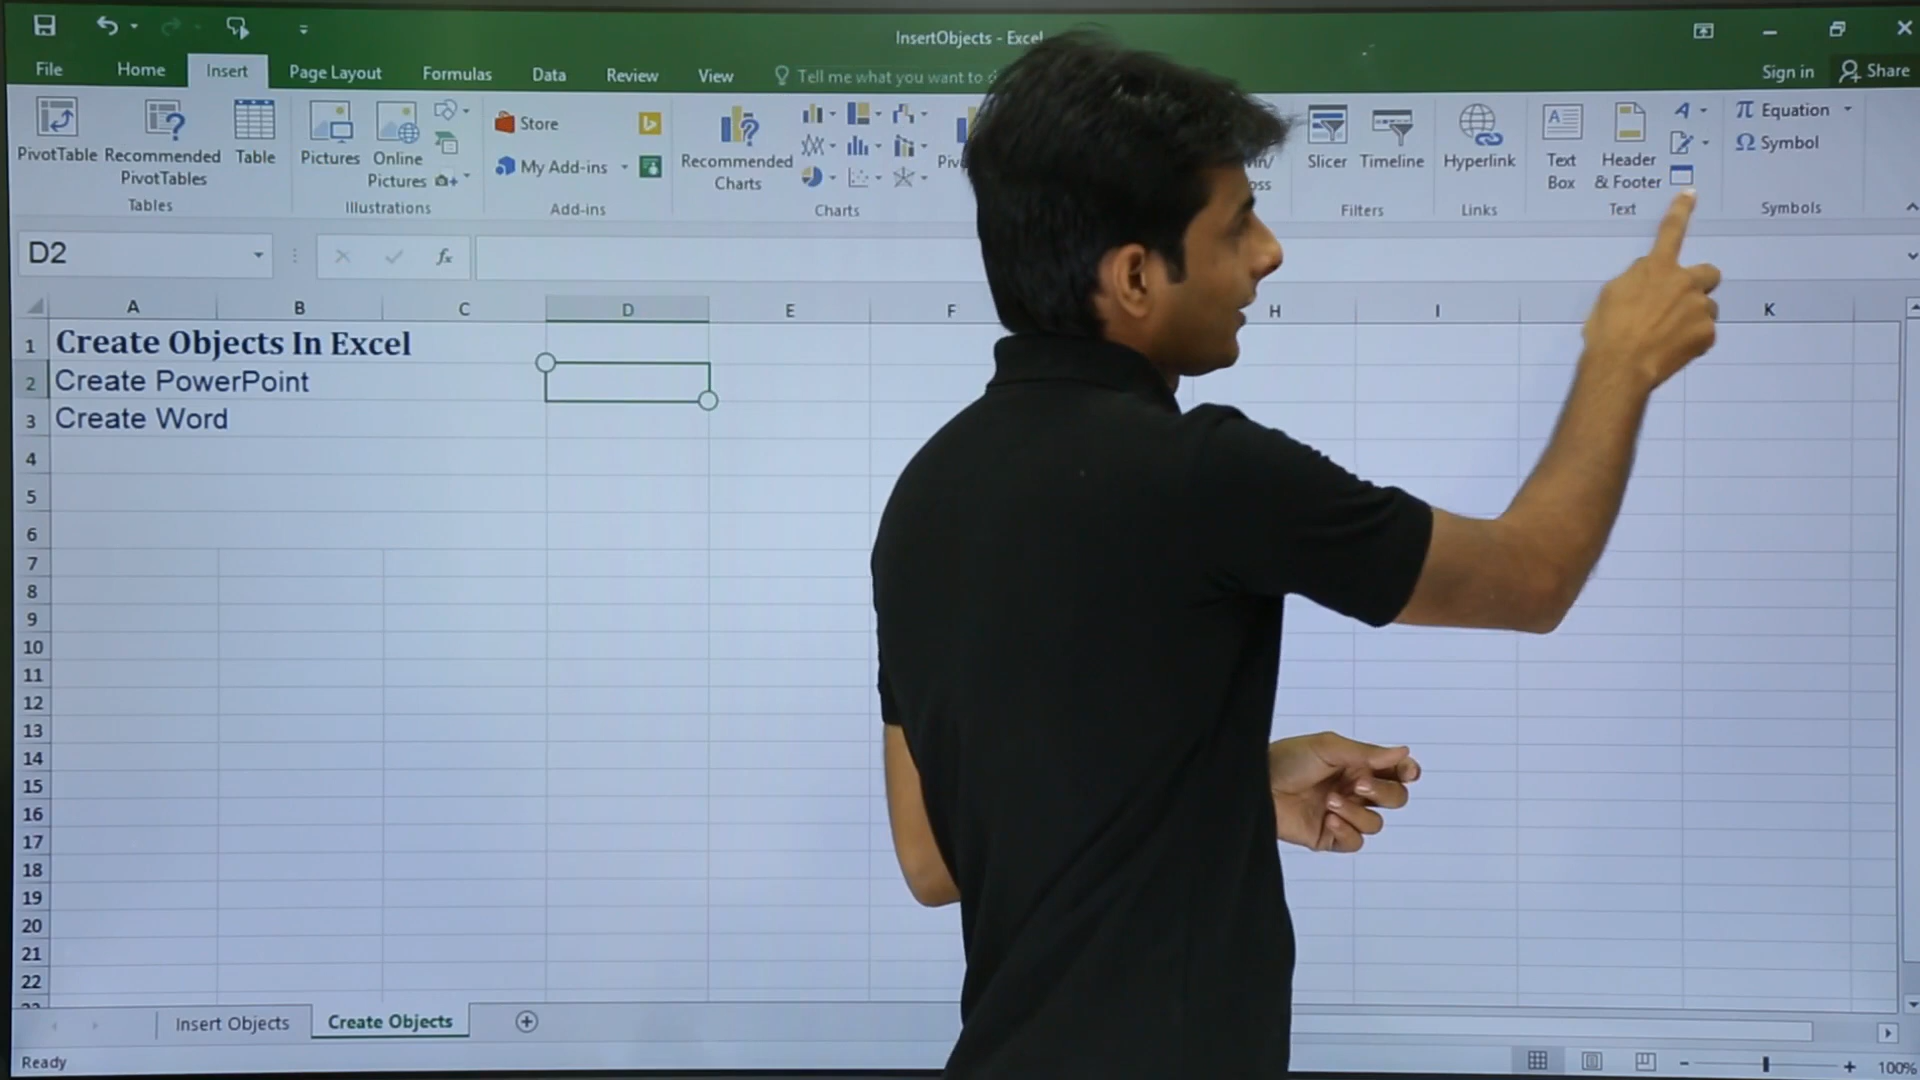 InsertObjects - Excel
File Home Insert Page Layout Formulas Data Review View Tell me what you want to
Sign in Share
PivotTable Recommended PivotTables Table
Tables
Pictures Online Pictures
Illustrations
Store
My Add-ins
Add-ins
Recommended Charts
Charts
Slicer Timeline
Filters
Hyperlink
Links
Text Box Header & Footer
Text
π Equation
Ω Symbol
Symbols
D2
fx
A B C D E F H I K
1 Create Objects In Excel
2 Create PowerPoint
3 Create Word
4
5
6
7
8
9
10
11
12
13
14
15
16
17
18
19
20
21
22
Insert Objects Create Objects
Ready
100%